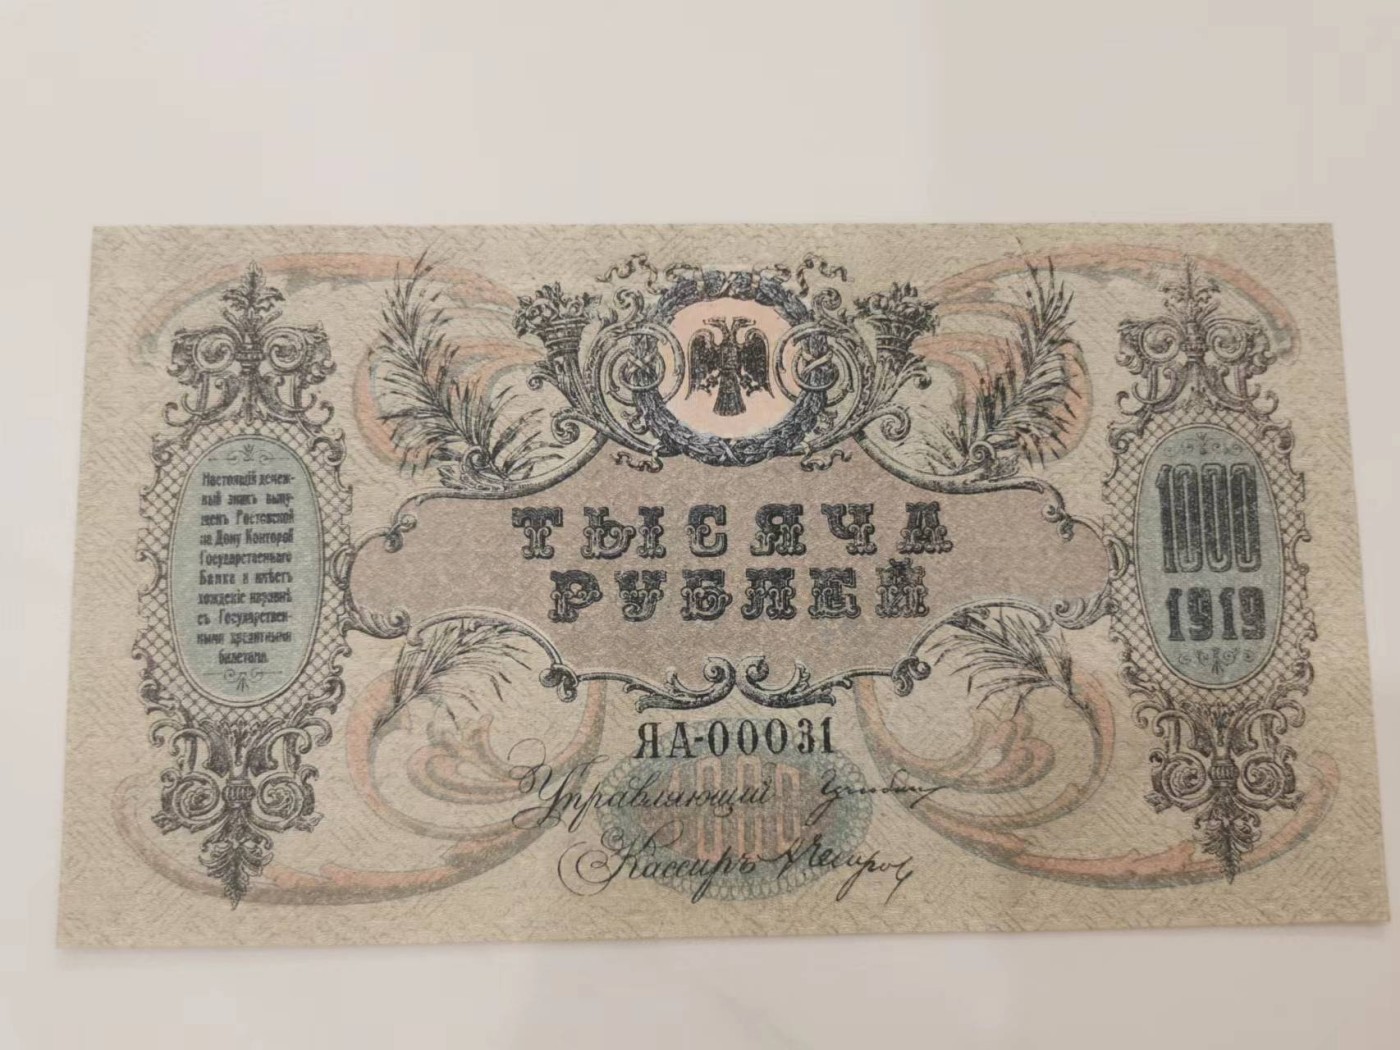 Настоящій денеж-
ный знакъ выпу-
щенъ Ростовской
на Дону Конторой
Государственнаго
Банка и имѣетъ
хожденіе наравнѣ
съ Государствен-
ными кредитными
билетами.
ТЫСЯЧА
РУБЛЕЙ
1000
1919
ЯА-00031
1000
Управляющій
Кассиръ